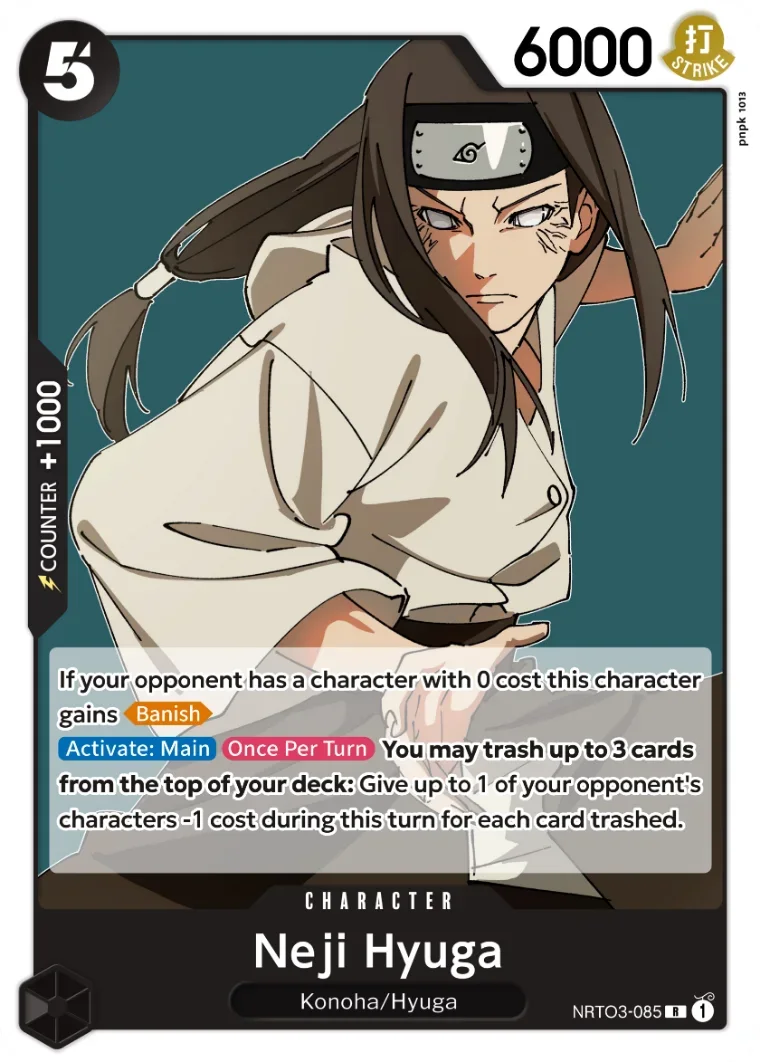 5
6000
打
STRIKE
pnpk 1013
COUNTER +1000
If your opponent has a character with 0 cost this character
gains Banish
Activate: Main Once Per Turn You may trash up to 3 cards
from the top of your deck: Give up to 1 of your opponent's
characters -1 cost during this turn for each card trashed.
CHARACTER
Neji Hyuga
Konoha/Hyuga
NRTO3-085 R 1